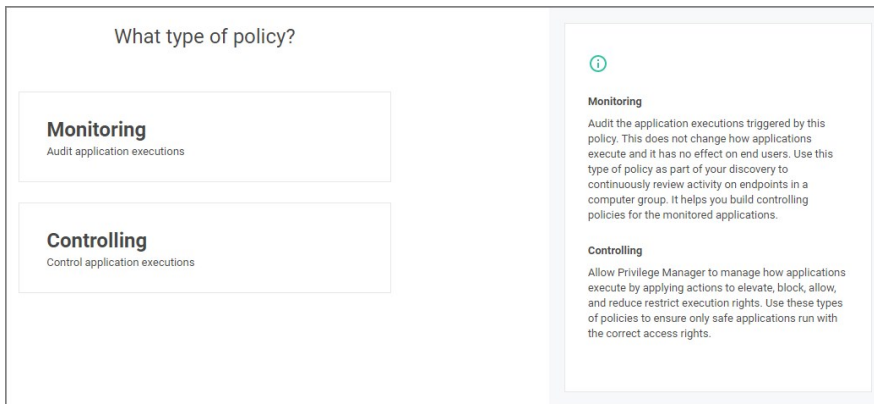 What type of policy?
Monitoring
Audit application executions
Controlling
Control application executions
Monitoring
Audit the application executions triggered by this
policy. This does not change how applications
execute and it has no effect on end users. Use this
type of policy as part of your discovery to
continuously review activity on endpoints in a
computer group. It helps you build controlling
policies for the monitored applications.
Controlling
Allow Privilege Manager to manage how applications
execute by applying actions to elevate, block, allow,
and reduce restrict execution rights. Use these types
of policies to ensure only safe applications run with
the correct access rights.